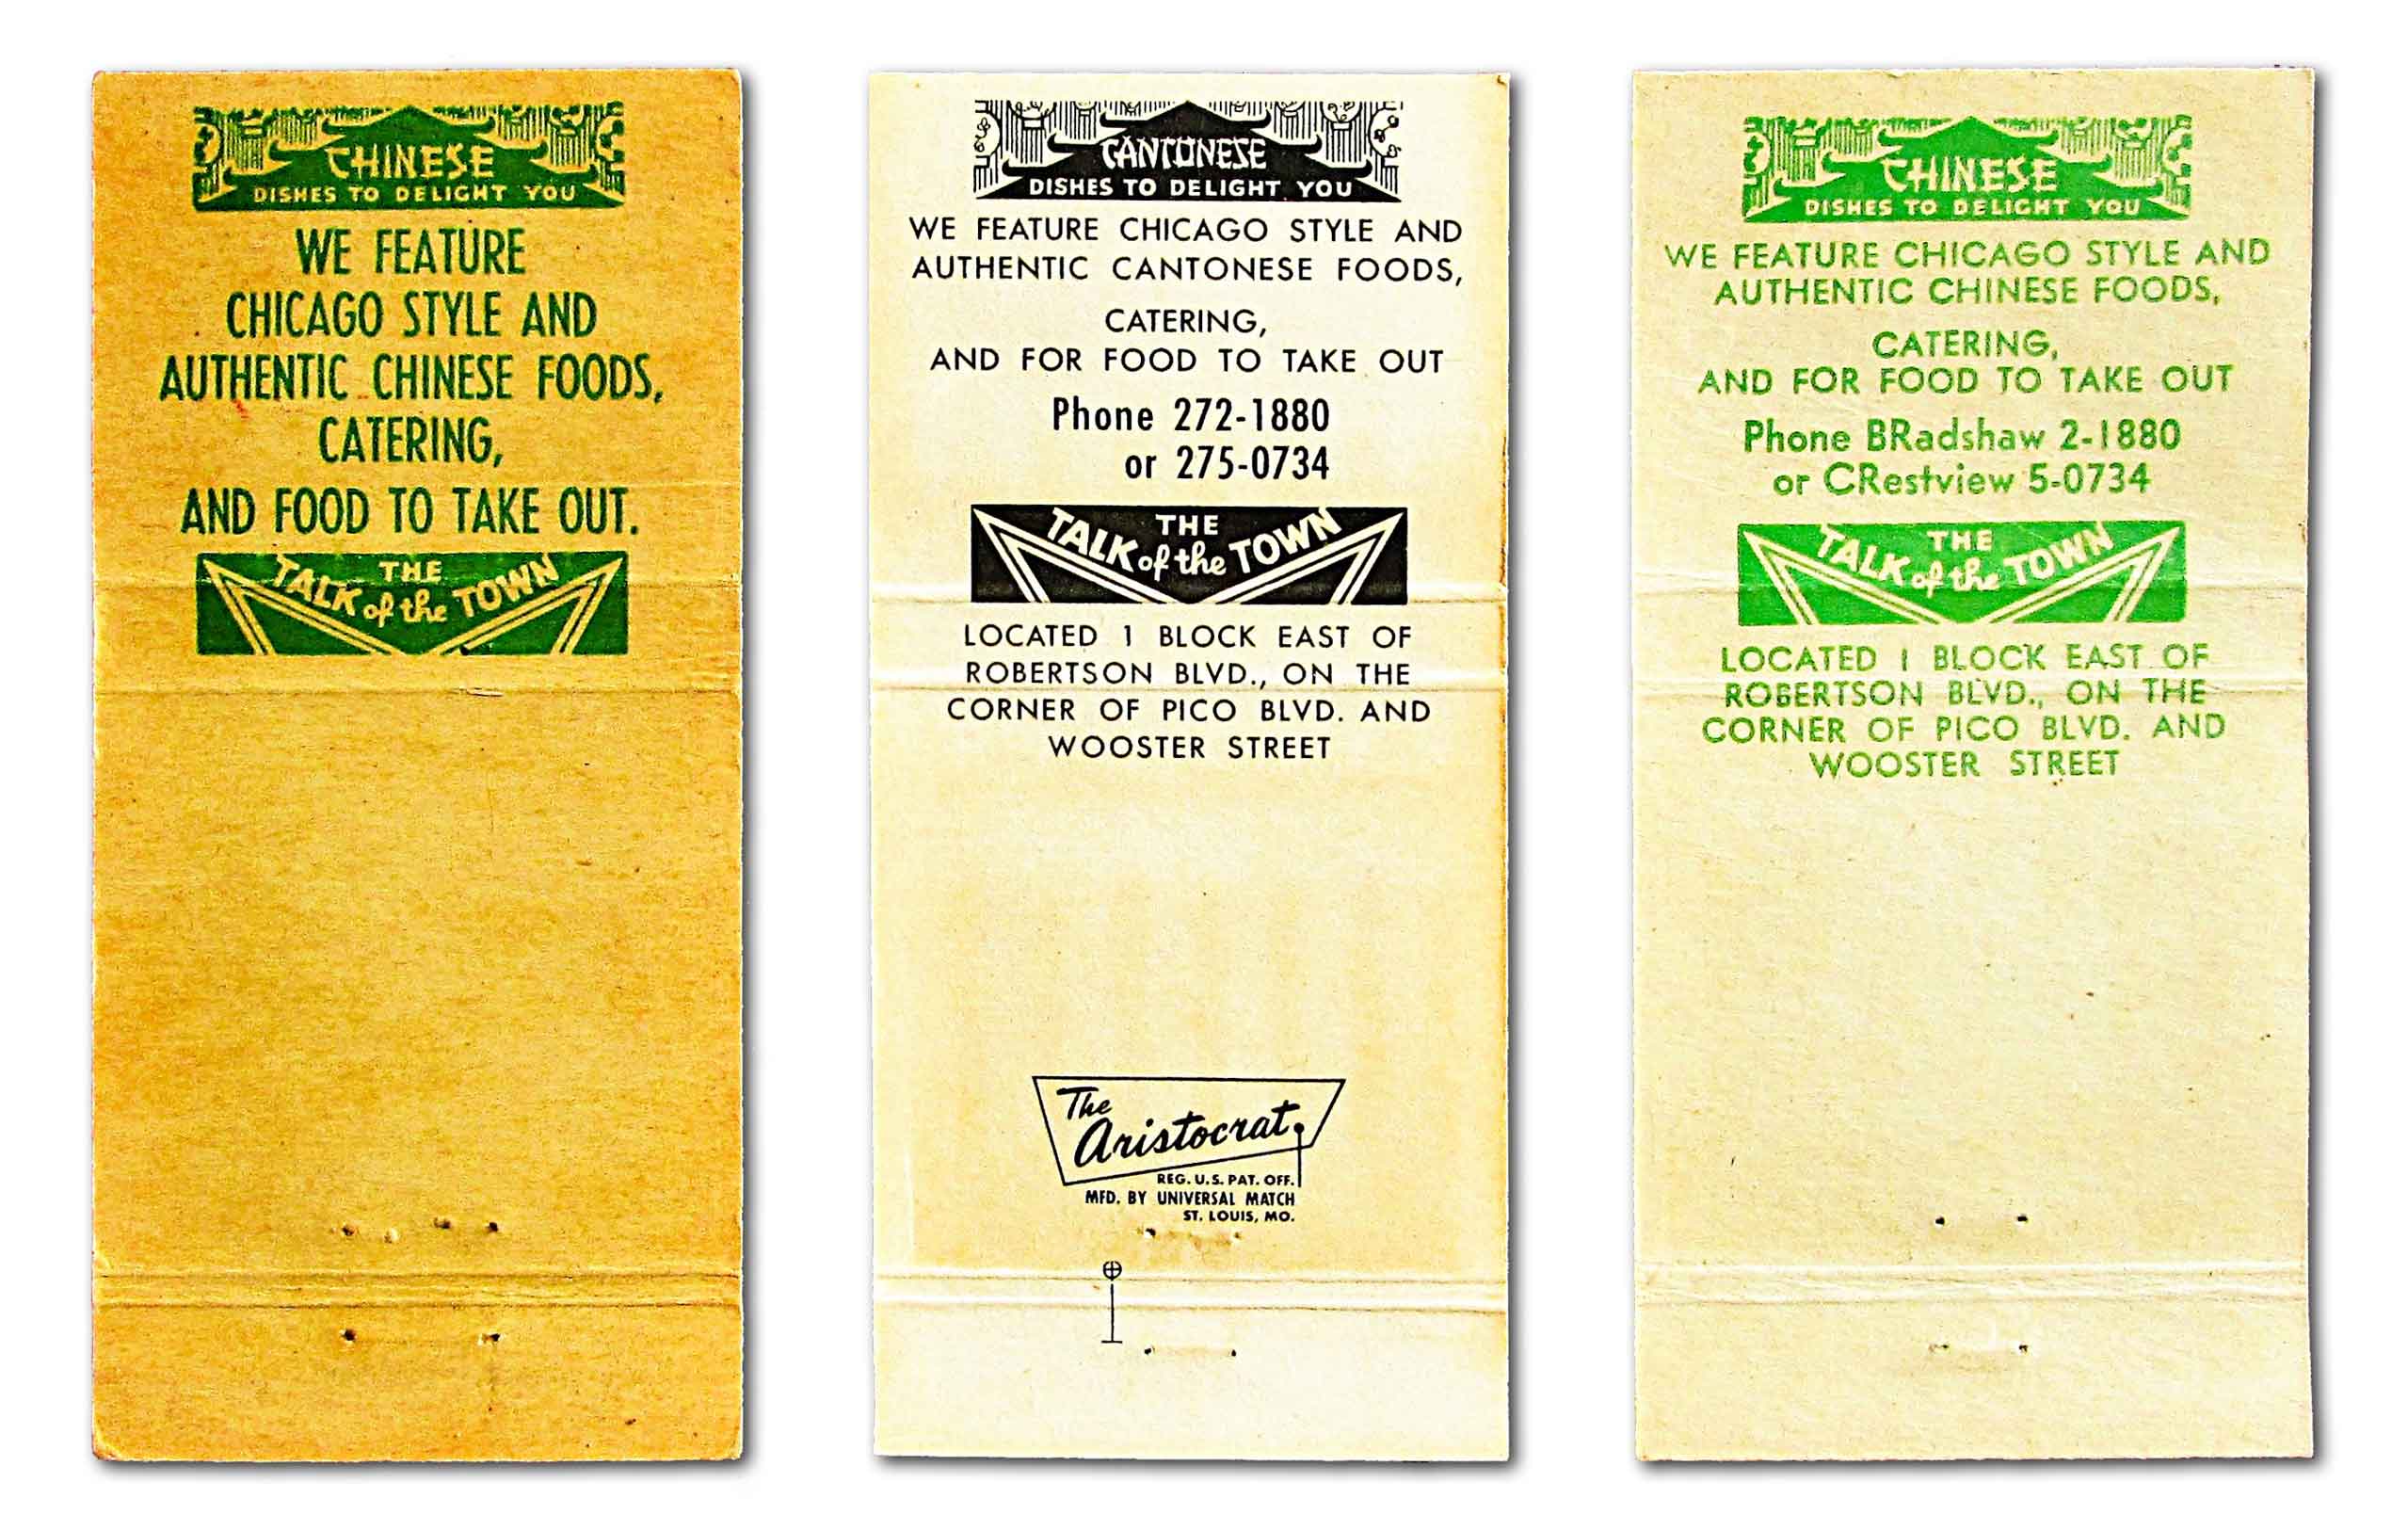 CHINESE
DISHES TO DELIGHT YOU
WE FEATURE
CHICAGO STYLE AND
AUTHENTIC CHINESE FOODS,
CATERING,
AND FOOD TO TAKE OUT.
THE
TALK of the TOWN
CANTONESE
DISHES TO DELIGHT YOU
WE FEATURE CHICAGO STYLE AND
AUTHENTIC CANTONESE FOODS,
CATERING,
AND FOR FOOD TO TAKE OUT
Phone 272-1880
or 275-0734
THE
TALK of the TOWN
LOCATED 1 BLOCK EAST OF
ROBERTSON BLVD., ON THE
CORNER OF PICO BLVD. AND
WOOSTER STREET
The
Aristocrat
REG. U.S. PAT. OFF.
MFD. BY UNIVERSAL MATCH
ST. LOUIS, MO.
CHINESE
DISHES TO DELIGHT YOU
WE FEATURE CHICAGO STYLE AND
AUTHENTIC CHINESE FOODS,
CATERING,
AND FOR FOOD TO TAKE OUT
Phone BRadshaw 2-1880
or CRestview 5-0734
THE
TALK of the TOWN
LOCATED 1 BLOCK EAST OF
ROBERTSON BLVD., ON THE
CORNER OF PICO BLVD. AND
WOOSTER STREET